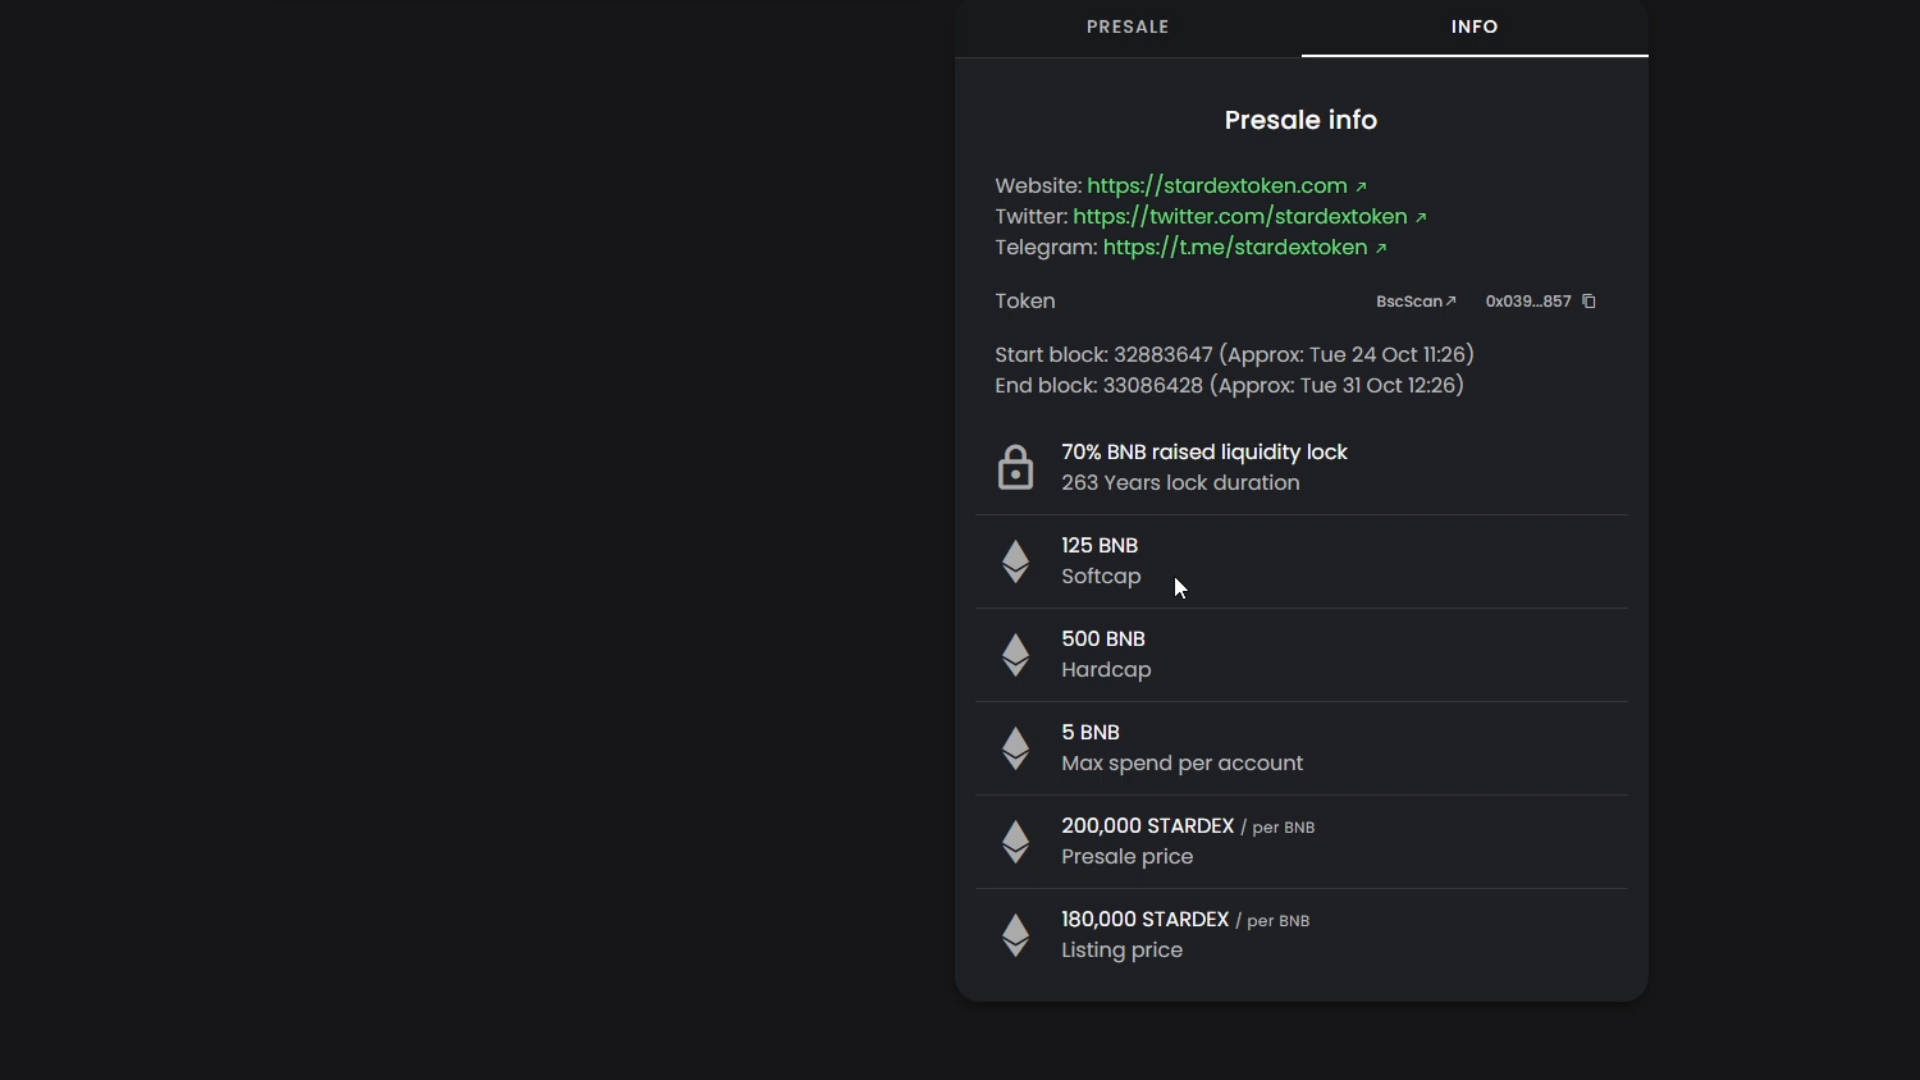 PRESALE
INFO
Presale info
Website: https://stardextoken.com ↗
Twitter: https://twitter.com/stardextoken ↗
Telegram: https://t.me/stardextoken ↗
Token BscScan↗ 0x039...857
Start block: 32883647 (Approx: Tue 24 Oct 11:26)
End block: 33086428 (Approx: Tue 31 Oct 12:26)
70% BNB raised liquidity lock
263 Years lock duration
125 BNB
Softcap
500 BNB
Hardcap
5 BNB
Max spend per account
200,000 STARDEX / per BNB
Presale price
180,000 STARDEX / per BNB
Listing price